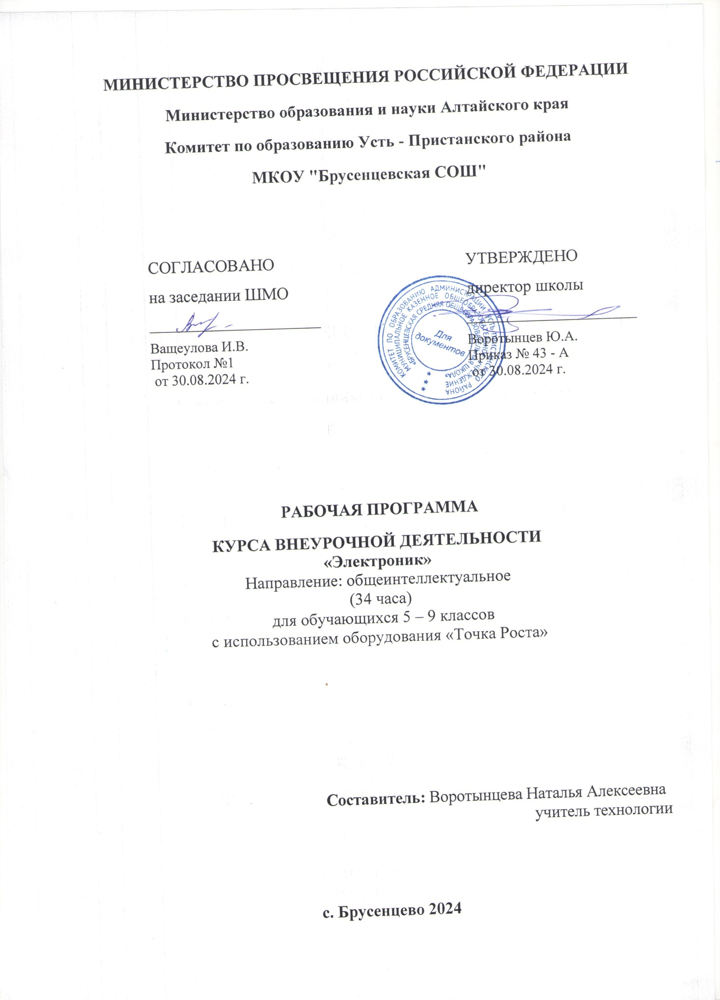 МИНИСТЕРСТВО ПРОСВЕЩЕНИЯ РОССИЙСКОЙ ФЕДЕРАЦИИ
Министерство образования и науки Алтайского края
Комитет по образованию Усть - Пристанского района
МКОУ "Брусенцевская СОШ"
СОГЛАСОВАНО
на заседании ШМО
Ващеулова И.В.
Протокол №1
от 30.08.2024 г.
УТВЕРЖДЕНО
директор школы
Воротынцев Ю.А.
Приказ № 43 - А
от 30.08.2024 г.
КОМИТЕТ ПО ОБРАЗОВАНИЮ АДМИНИСТРАЦИИ УСТЬ-ПРИСТАНСКОГО РАЙОНА
МУНИЦИПАЛЬНОЕ КАЗЕННОЕ ОБЩЕОБРАЗОВАТЕЛЬНОЕ УЧРЕЖДЕНИЕ
«БРУСЕНЦЕВСКАЯ СРЕДНЯЯ ОБЩЕОБРАЗОВАТЕЛЬНАЯ ШКОЛА»
* * *
Для
документов
РАБОЧАЯ ПРОГРАММА
КУРСА ВНЕУРОЧНОЙ ДЕЯТЕЛЬНОСТИ
«Электроник»
Направление: общеинтеллектуальное
(34 часа)
для обучающихся 5 – 9 классов
с использованием оборудования «Точка Роста»
Составитель: Воротынцева Наталья Алексеевна
учитель технологии
с. Брусенцево 2024